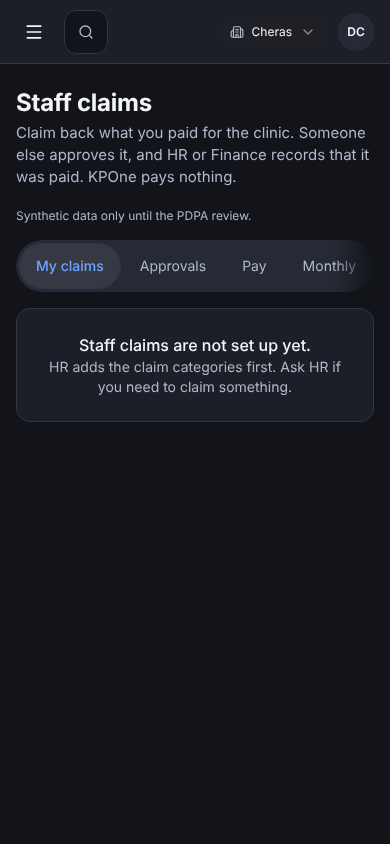 Cheras
DC
Staff claims
Claim back what you paid for the clinic. Someone
else approves it, and HR or Finance records that it
was paid. KPOne pays nothing.
Synthetic data only until the PDPA review.
My claims
Approvals
Pay
Monthly
Staff claims are not set up yet.
HR adds the claim categories first. Ask HR if
you need to claim something.